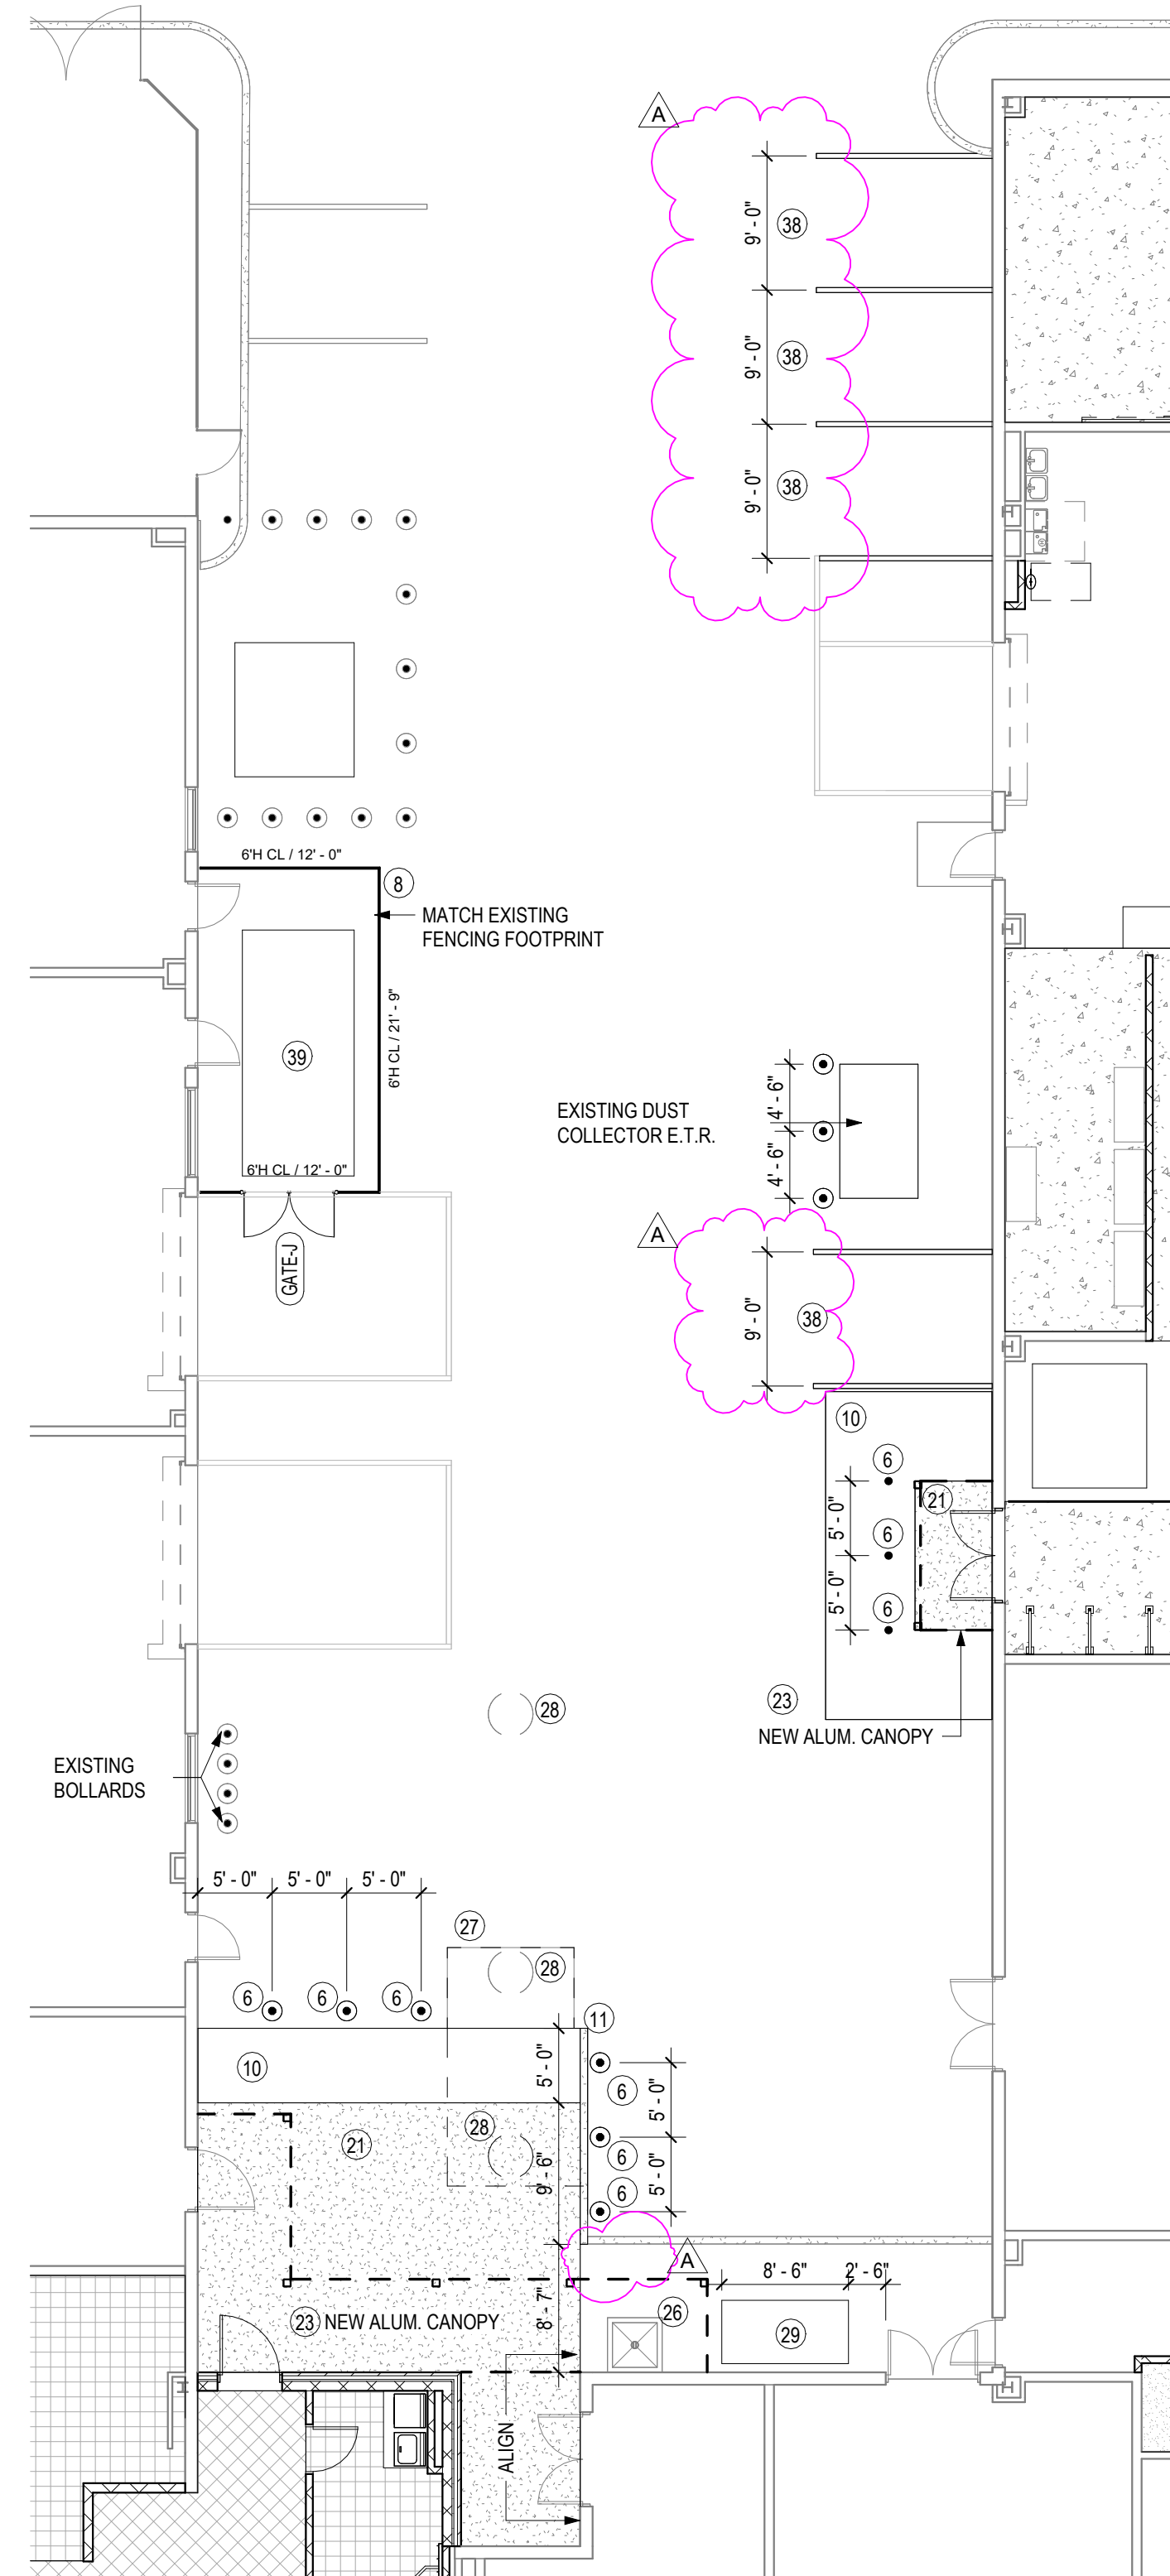 A
9' - 0"
38
9' - 0"
38
9' - 0"
38
6'H CL / 12' - 0"
8
MATCH EXISTING
FENCING FOOTPRINT
6'H CL / 21' - 9"
39
6'H CL / 12' - 0"
GATE-J
EXISTING DUST
COLLECTOR E.T.R.
4' - 6"
4' - 6"
A
9' - 0"
38
10
6
21
5' - 0"
6
5' - 0"
6
23
NEW ALUM. CANOPY
28
EXISTING
BOLLARDS
5' - 0"
5' - 0"
5' - 0"
27
28
6
6
6
11
10
5' - 0"
6
5' - 0"
21
28
9' - 6"
6
5' - 0"
6
A
8' - 6"
2' - 6"
23 NEW ALUM. CANOPY
8' - 7"
26
29
ALIGN